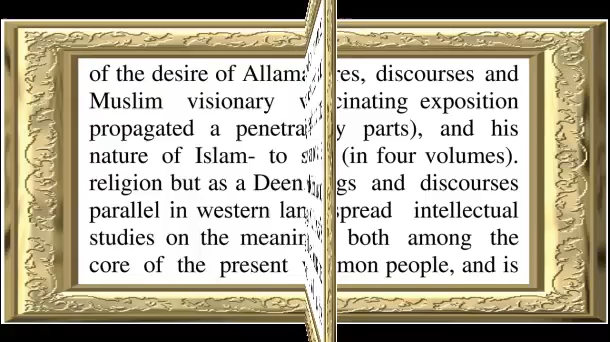 of the desire of Allama
Muslim visionary
propagated a penetra
nature of Islam- to
religion but as a Deen
parallel in western lan
studies on the meanin
core of the present
res, discourses and
cinating exposition
y parts), and his
(in four volumes).
gs and discourses
spread intellectual
both among the
mon people, and is